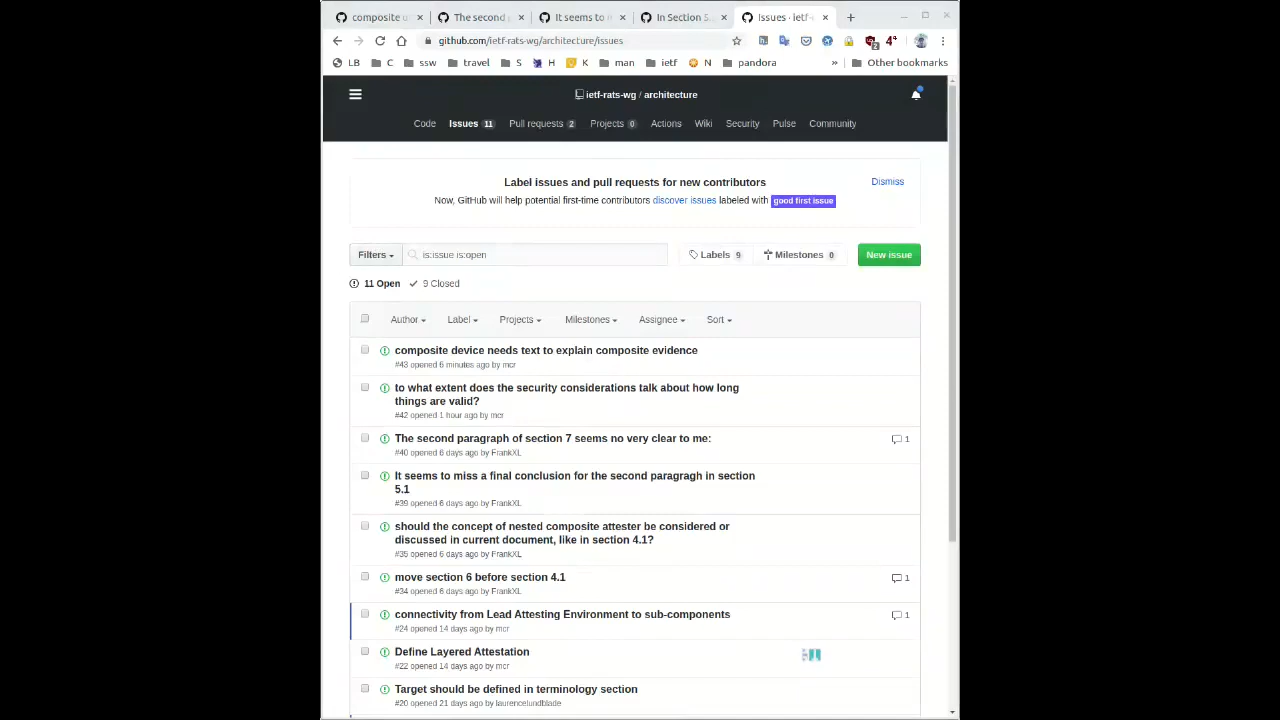 composite u
The second p
It seems to m
In Section 5.
Issues · ietf-r
github.com/ietf-rats-wg/architecture/issues
LB C ssw travel S H K man ietf N pandora » Other bookmarks
ietf-rats-wg / architecture
Code Issues 11 Pull requests 2 Projects 0 Actions Wiki Security Pulse Community
Label issues and pull requests for new contributors
Dismiss
Now, GitHub will help potential first-time contributors discover issues labeled with good first issue
Filters is:issue is:open Labels 9 Milestones 0 New issue
11 Open 9 Closed
Author Label Projects Milestones Assignee Sort
composite device needs text to explain composite evidence
#43 opened 6 minutes ago by mcr
to what extent does the security considerations talk about how long
things are valid?
#42 opened 1 hour ago by mcr
The second paragraph of section 7 seems no very clear to me: 1
#40 opened 6 days ago by FrankXL
It seems to miss a final conclusion for the second paragragh in section
5.1
#39 opened 6 days ago by FrankXL
should the concept of nested composite attester be considered or
discussed in current document, like in section 4.1?
#35 opened 6 days ago by FrankXL
move section 6 before section 4.1 1
#34 opened 6 days ago by FrankXL
connectivity from Lead Attesting Environment to sub-components 1
#24 opened 14 days ago by mcr
Define Layered Attestation
#22 opened 14 days ago by mcr
Target should be defined in terminology section
#20 opened 21 days ago by laurencelundblade